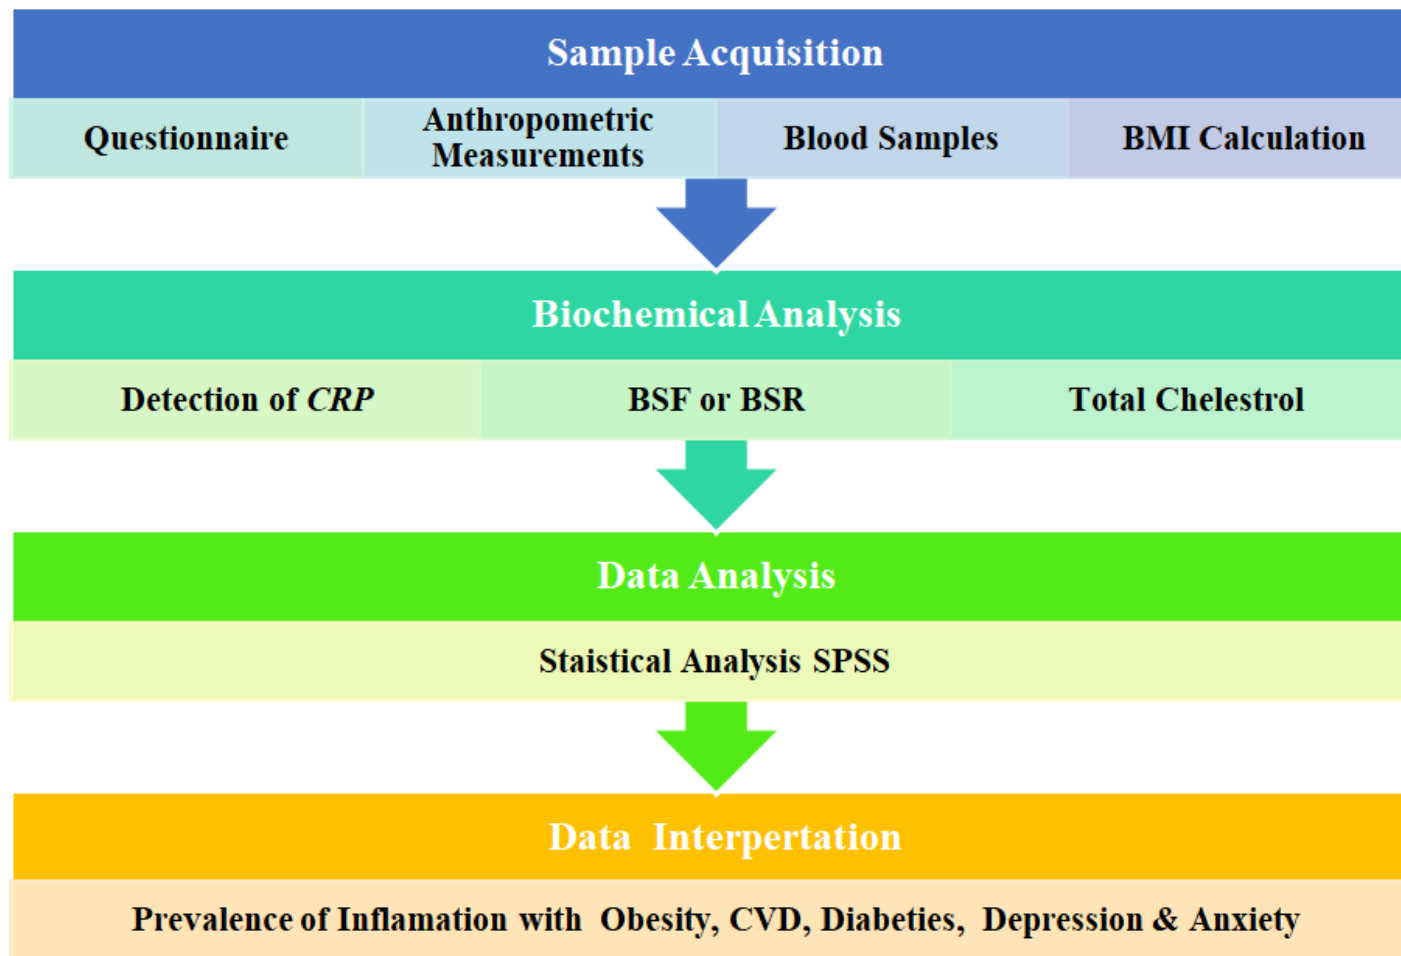 Sample Acquisition
Questionnaire
Anthropometric
Measurements
Blood Samples
BMI Calculation
Biochemical Analysis
Detection of CRP
BSF or BSR
Total Chelestrol
Data Analysis
Staistical Analysis SPSS
Data Interpertation
Prevalence of Inflamation with Obesity, CVD, Diabeties, Depression & Anxiety